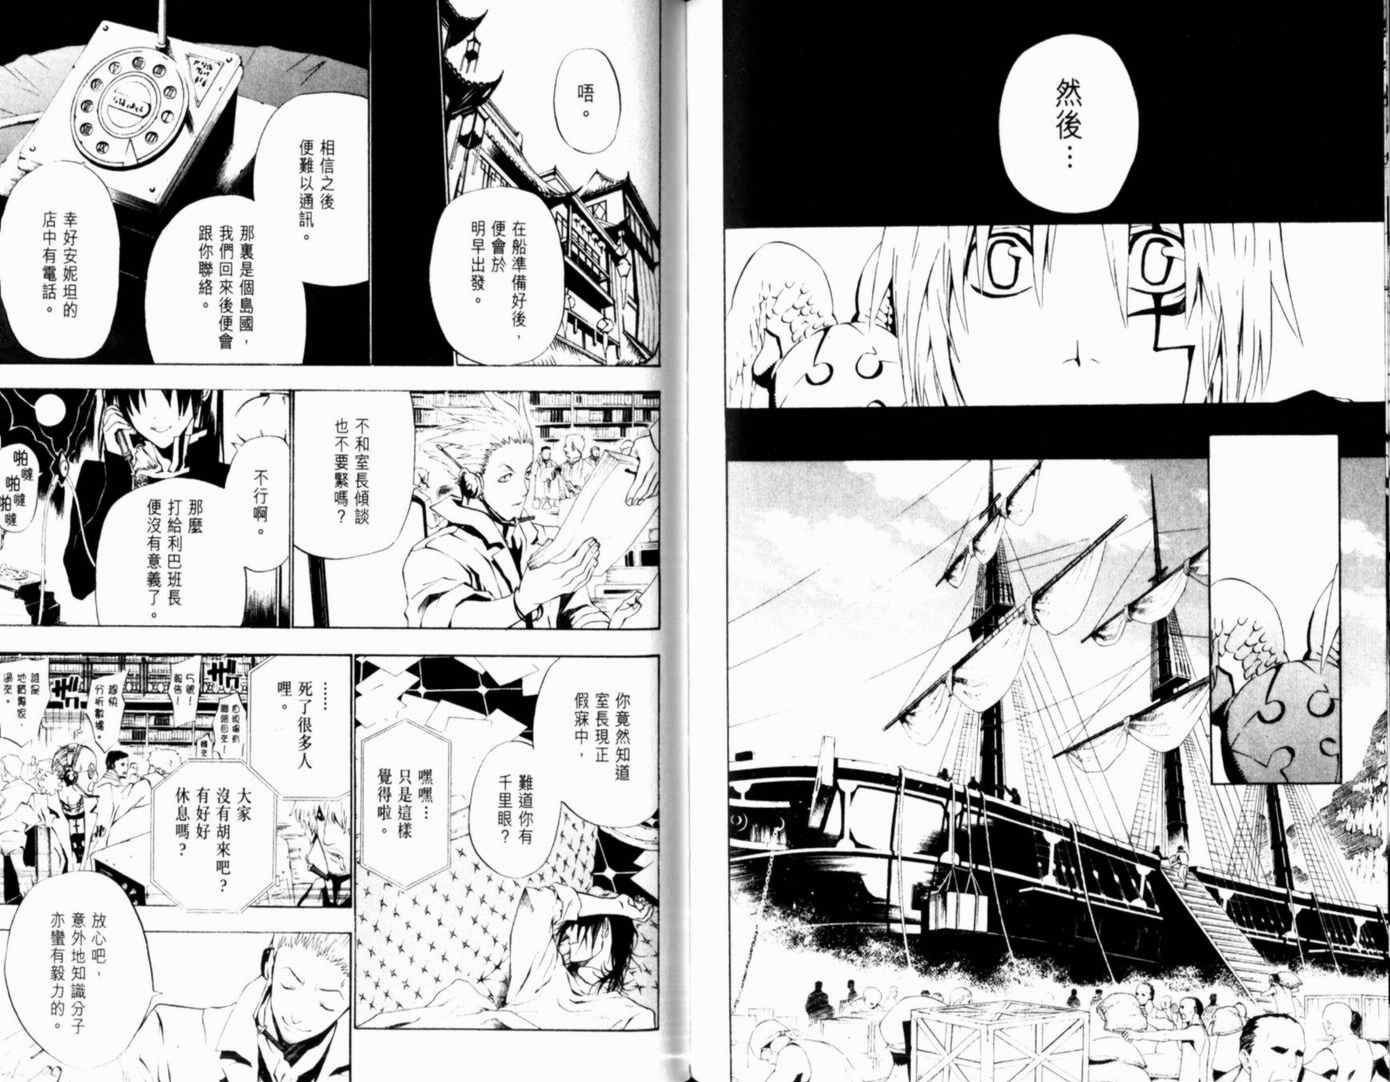 然後…
唔。
在船準備好後，
便會於
明早出發。
相信之後
便難以通訊。
那裏是個島國，
我們回來後便會
跟你聯絡。
幸好安妮坦的
店中有電話。
不和室長傾談
也不要緊嗎？
不行啊。
那麼
打給利巴班長
便沒有意義了。
啪噠
啪噠
啪噠
你竟然知道
室長現正
假寐中，
難道你有
千里眼？
嘿嘿…
只是這樣
覺得啦。
……
死了很多人
哩。
大家
沒有胡來吧？
有好好
休息嗎？
放心吧，
意外地知識分子
亦蠻有毅力的。